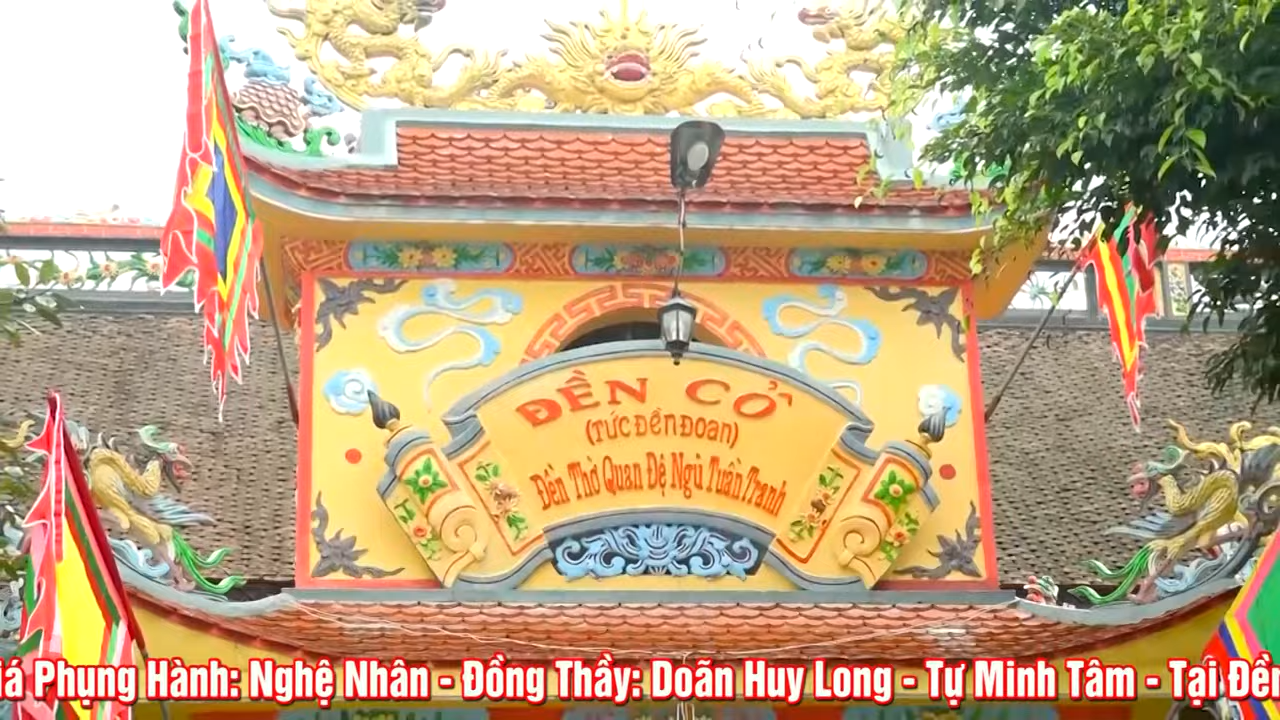 ĐỀN CỔ
(TỨC ĐỀN ĐOAN)
Đền Thờ Quan Đệ Ngũ Tuần Tranh
iá Phụng Hành: Nghệ Nhân - Đồng Thầy: Doãn Huy Long - Tự Minh Tâm - Tại Đền